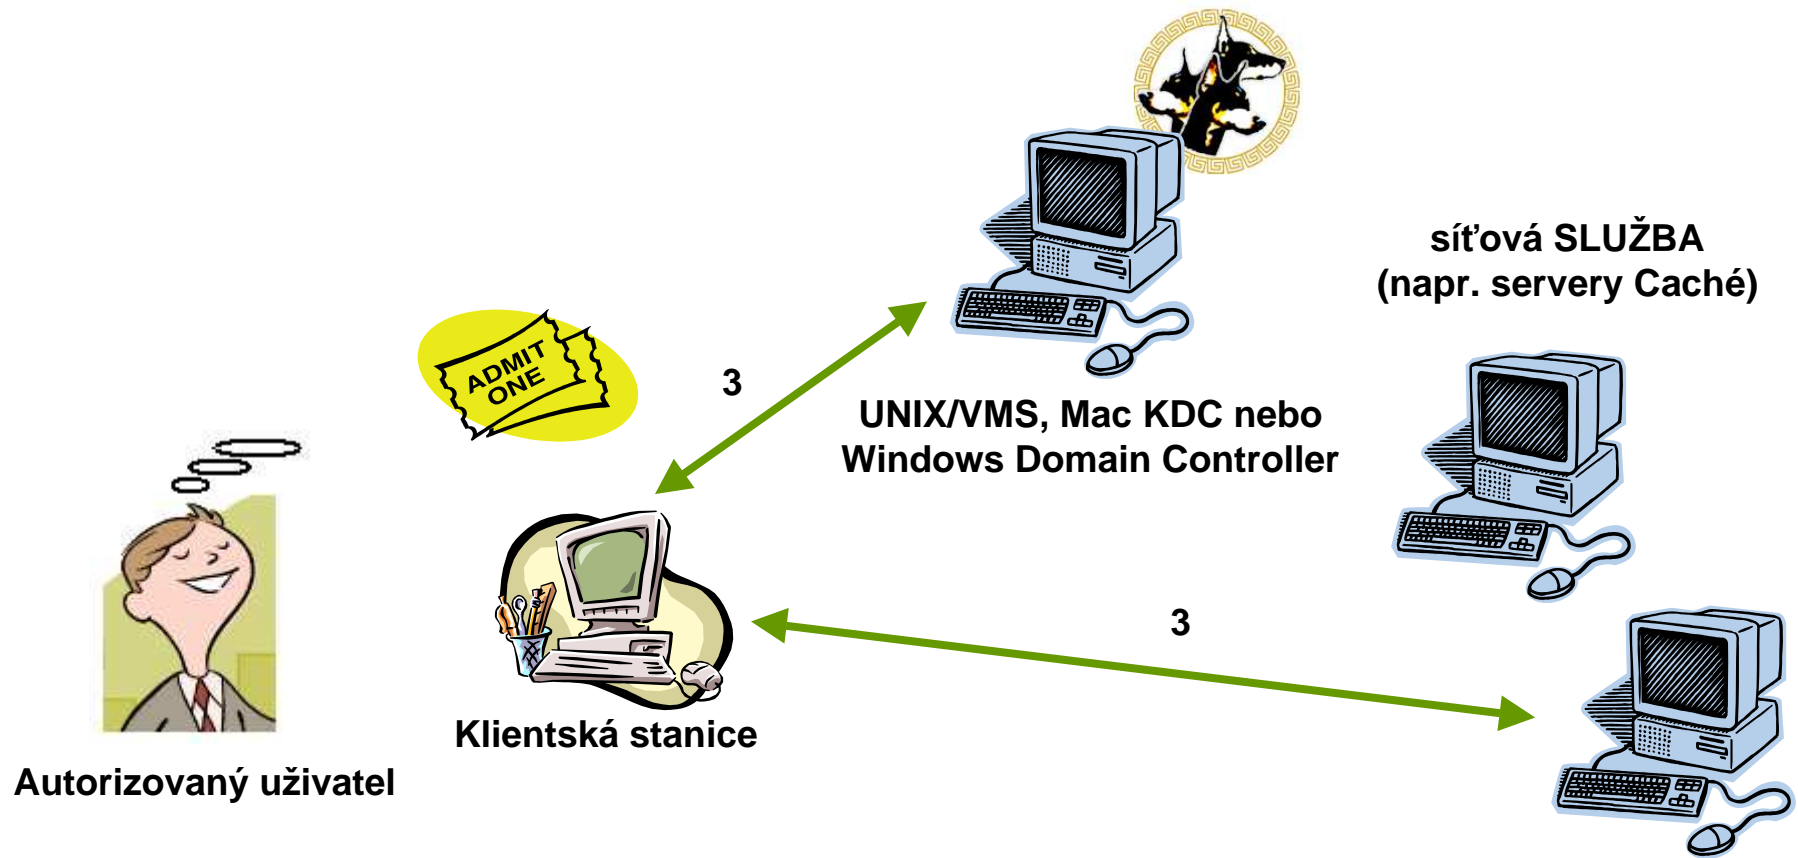 síťová SLUŽBA
(napr. servery Caché)
ADMIT
ONE
3
UNIX/VMS, Mac KDC nebo
Windows Domain Controller
3
Klientská stanice
Autorizovaný uživatel